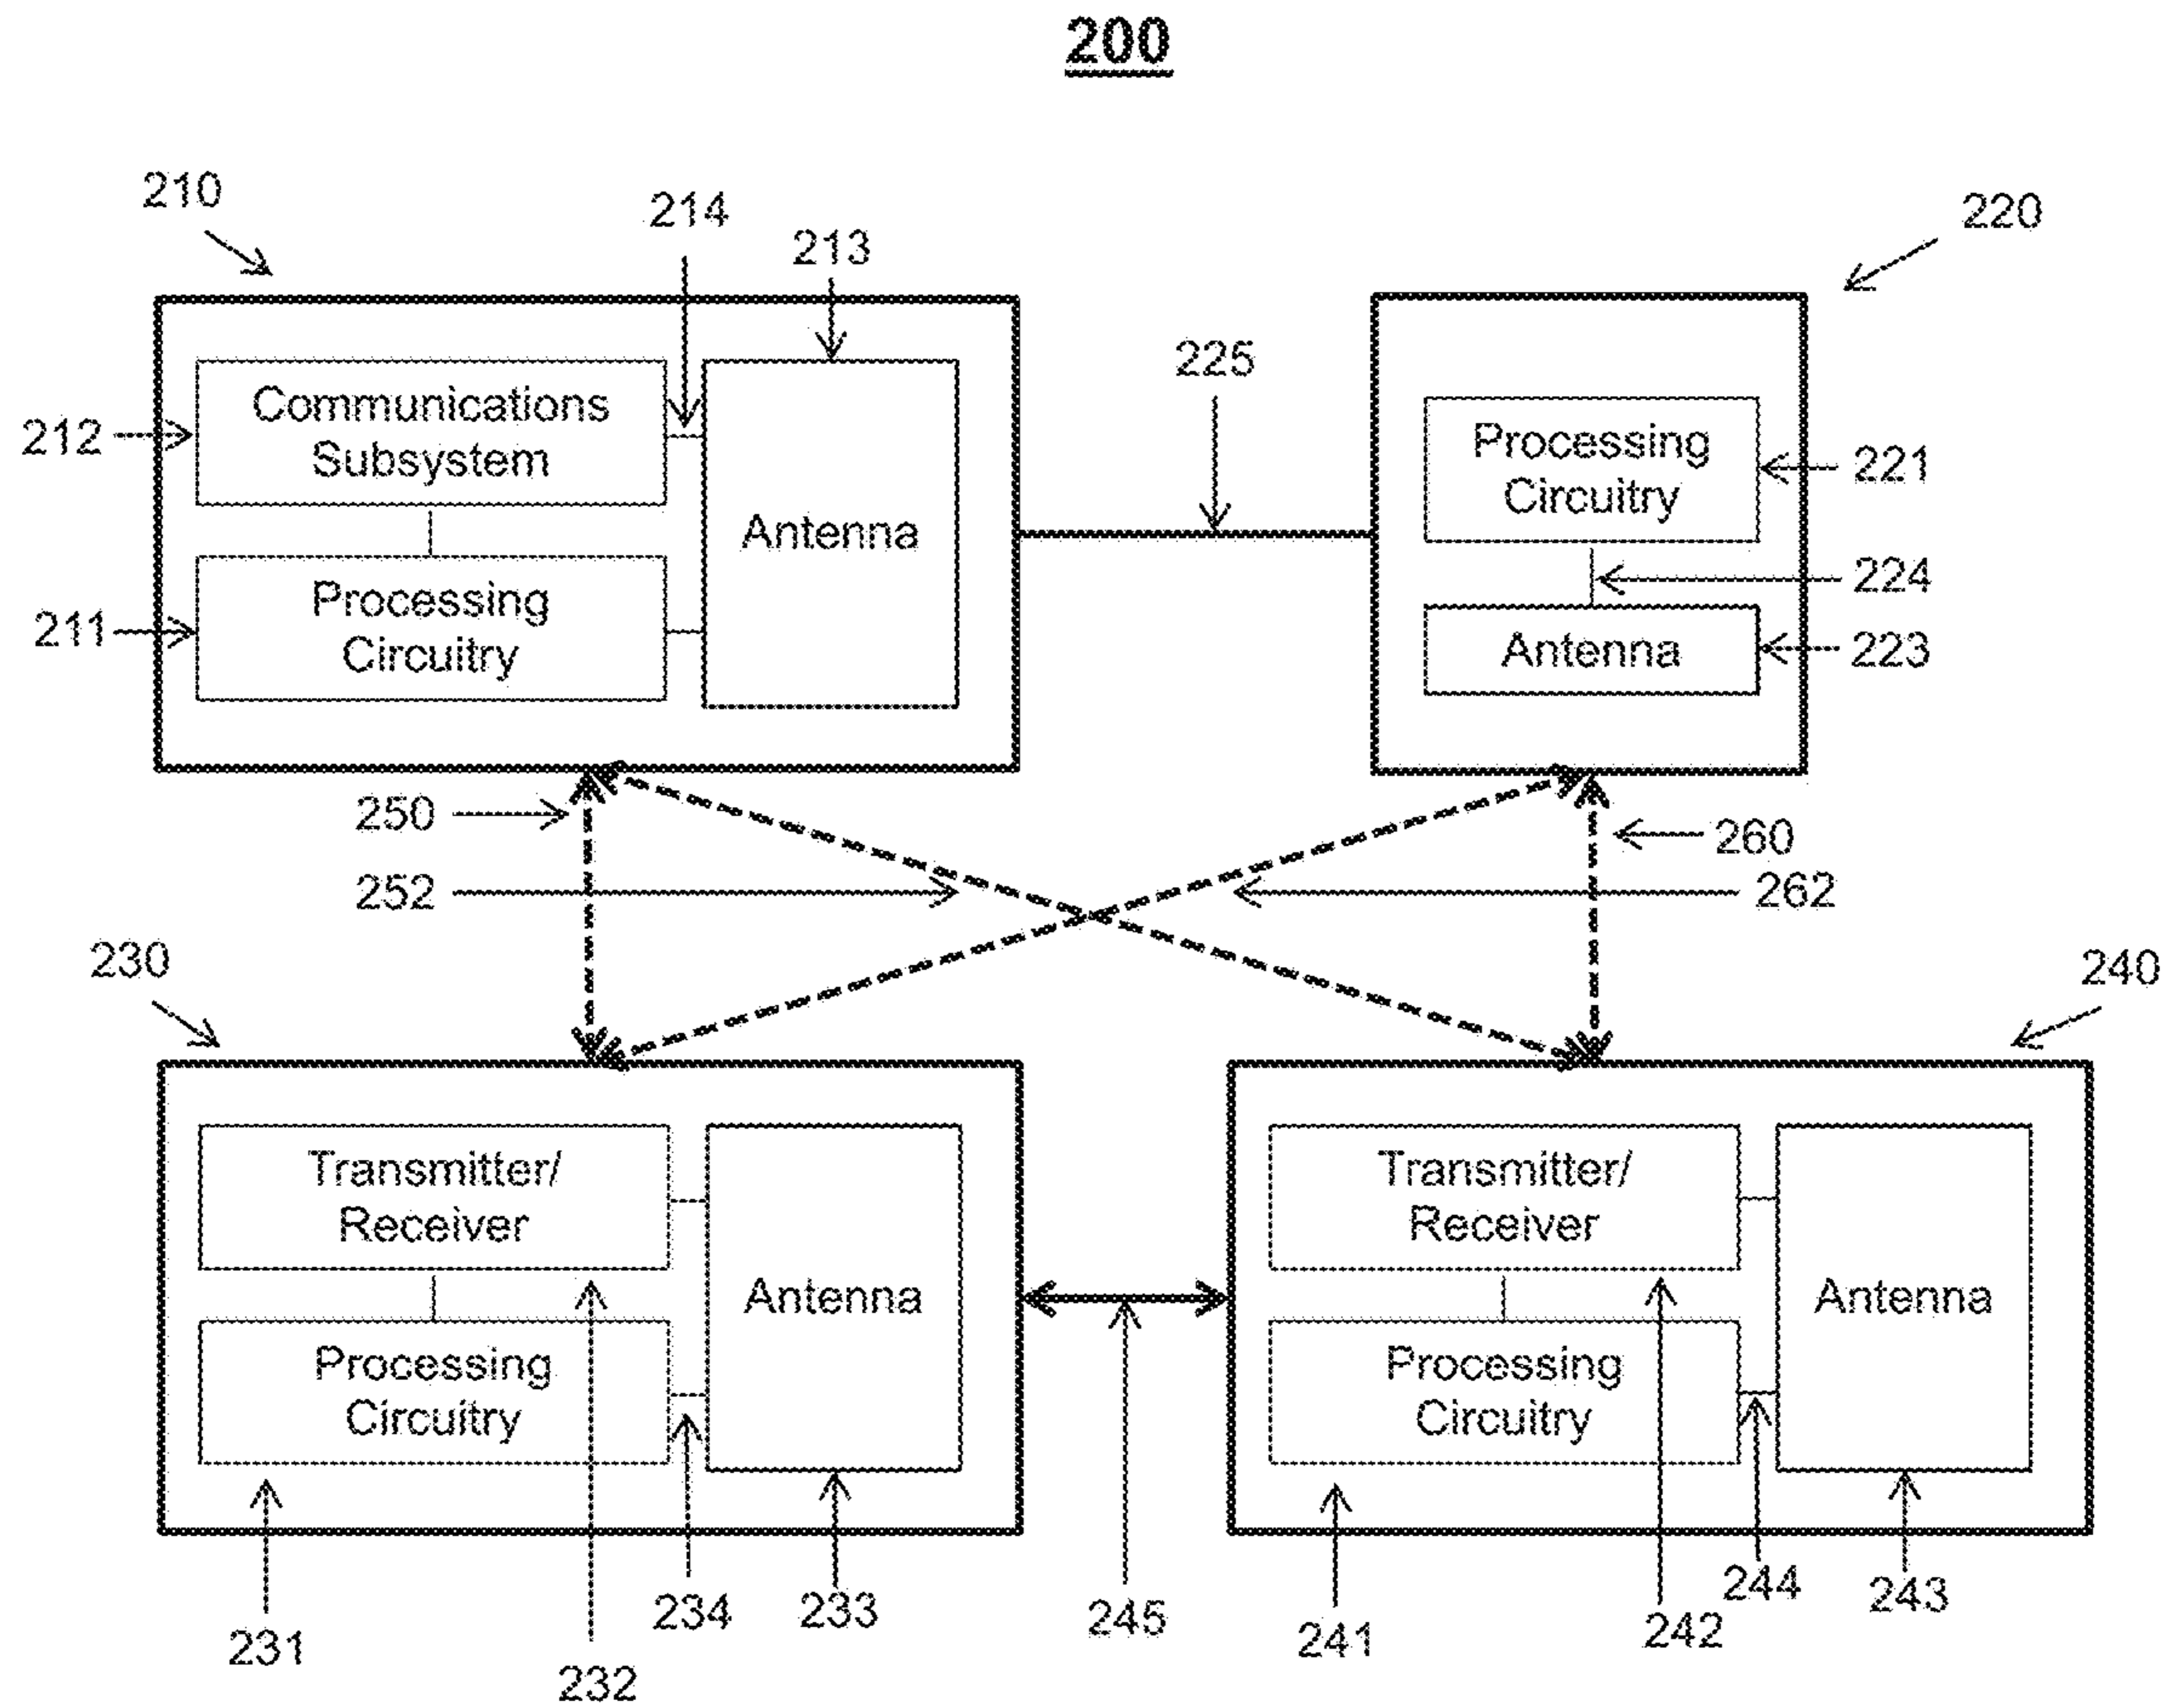 200
210
214
213
220
225
Communications
Subsystem
212
Antenna
Processing
Circuitry
211
Processing
Circuitry
221
224
Antenna
223
250
260
252
262
230
240
Transmitter/
Receiver
Antenna
Processing
Circuitry
Transmitter/
Receiver
Antenna
Processing
Circuitry
231
232
234
233
245
241
242
244
243